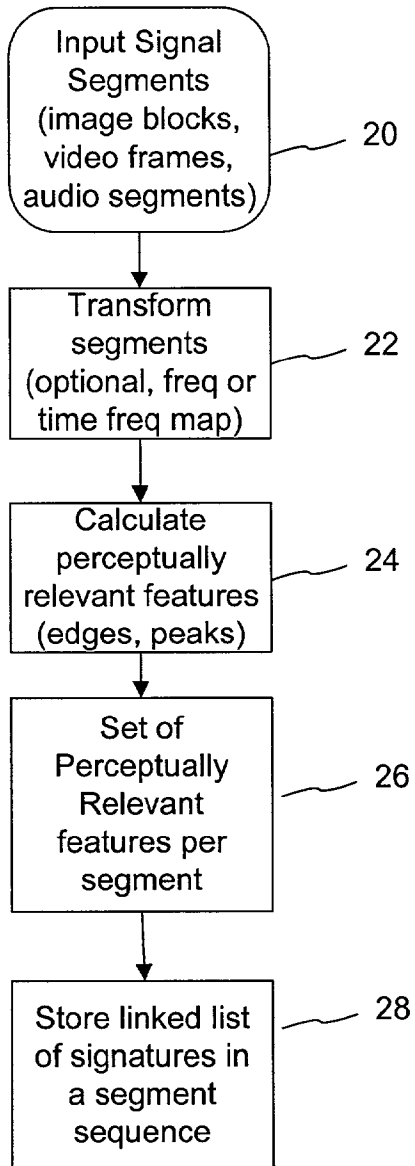 Input Signal
Segments
(image blocks,
video frames,
audio segments)
20
Transform
segments
(optional, freq or
time freq map)
22
Calculate
perceptually
relevant features
(edges, peaks)
24
Set of
Perceptually
Relevant
features per
segment
26
Store linked list
of signatures in
a segment
sequence
28